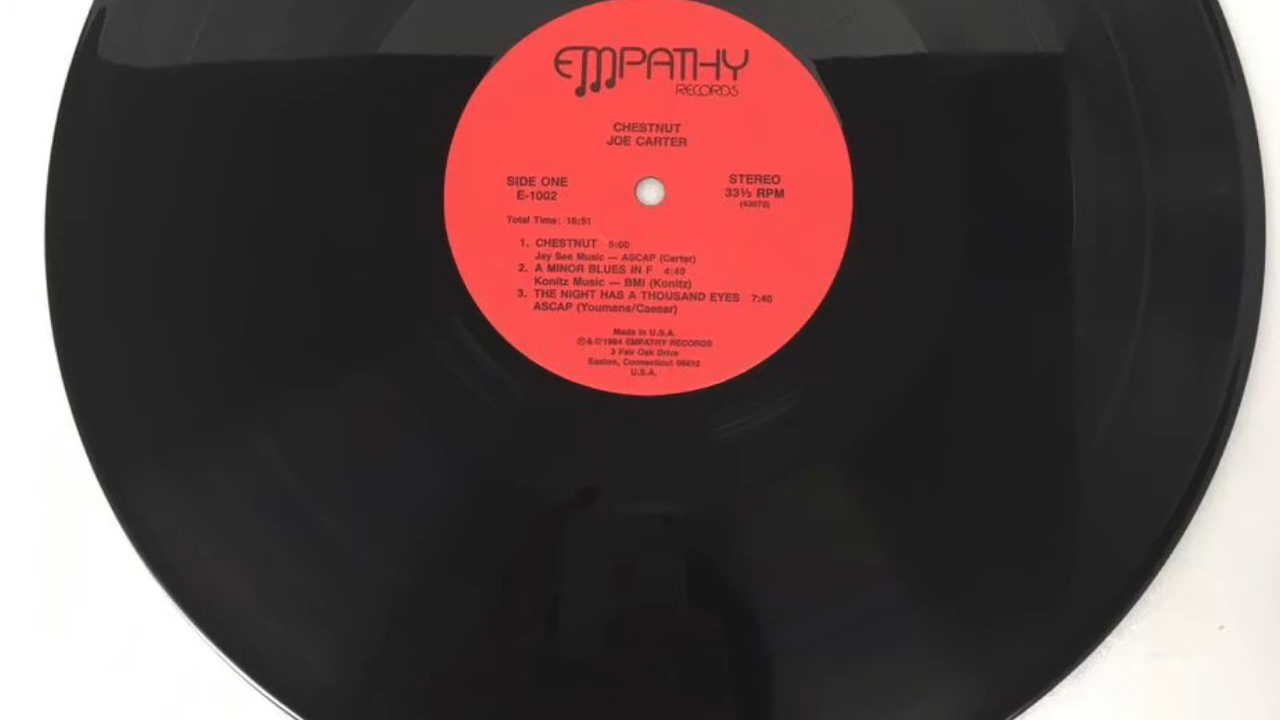 EMPATHY
RECORDS
CHESTNUT
JOE CARTER
SIDE ONE
E-1002
STEREO
33⅓ RPM
Total Time:
1. CHESTNUT
Jay See Music — ASCAP (Carter)
2. A MINOR BLUES IN F 4:40
Konitz Music — BMI (Konitz)
3. THE NIGHT HAS A THOUSAND EYES 7:40
ASCAP (Youmans/Caesar)
Made in U.S.A.
Ⓟ & © 1984 EMPATHY RECORDS
3 Fair Oak Drive
Easton, Connecticut
U.S.A.